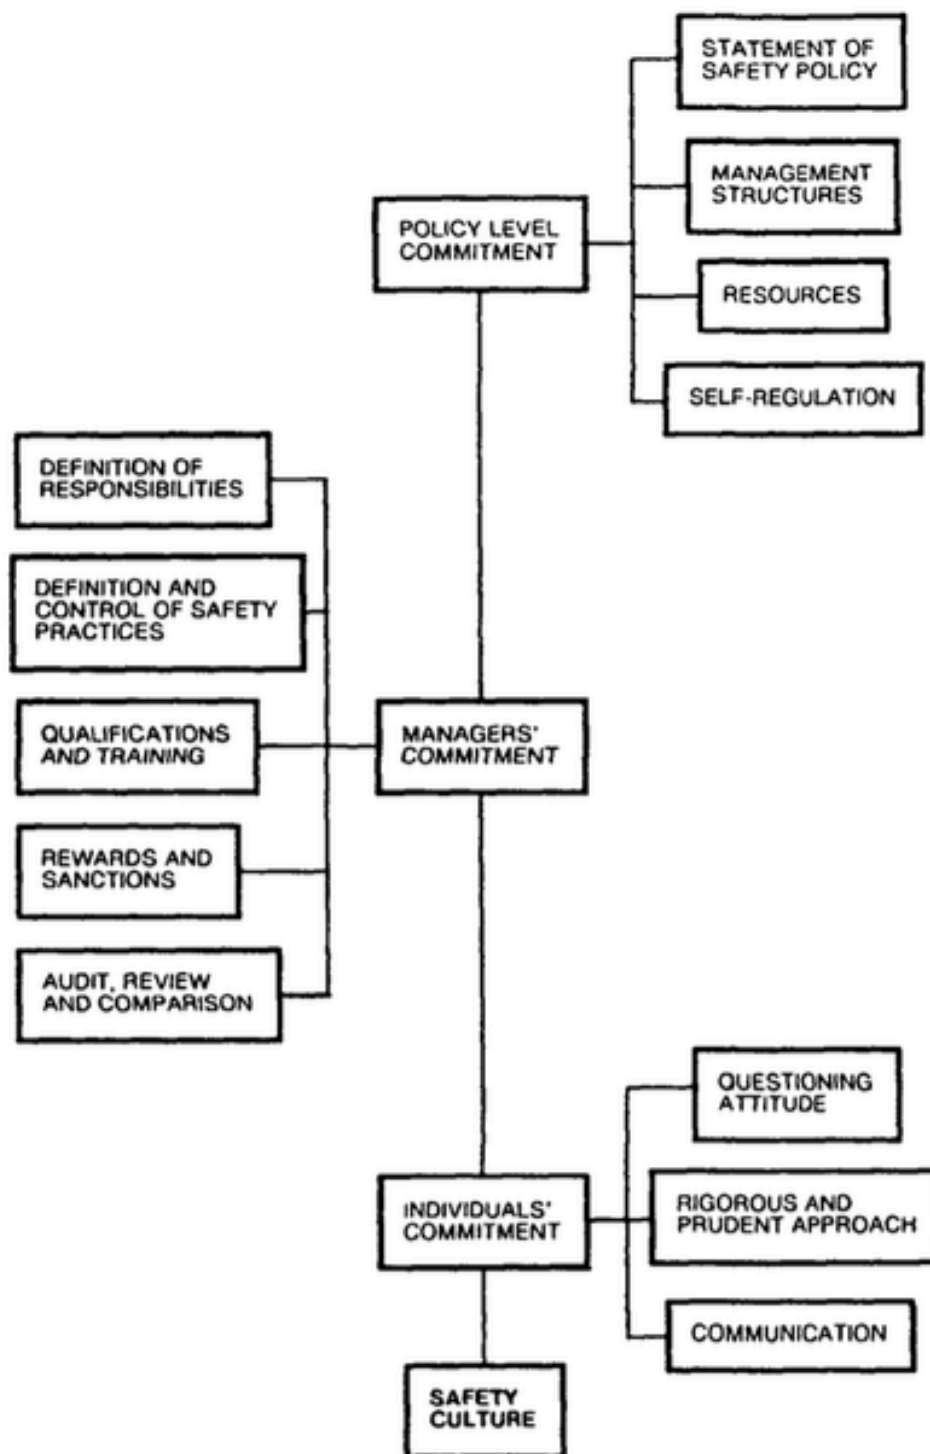 STATEMENT OF
SAFETY POLICY
MANAGEMENT
STRUCTURES
POLICY LEVEL
COMMITMENT
RESOURCES
SELF-REGULATION
DEFINITION OF
RESPONSIBILITIES
DEFINITION AND
CONTROL OF SAFETY
PRACTICES
QUALIFICATIONS
AND TRAINING
MANAGERS'
COMMITMENT
REWARDS AND
SANCTIONS
AUDIT, REVIEW
AND COMPARISON
QUESTIONING
ATTITUDE
INDIVIDUALS'
COMMITMENT
RIGOROUS AND
PRUDENT APPROACH
COMMUNICATION
SAFETY
CULTURE